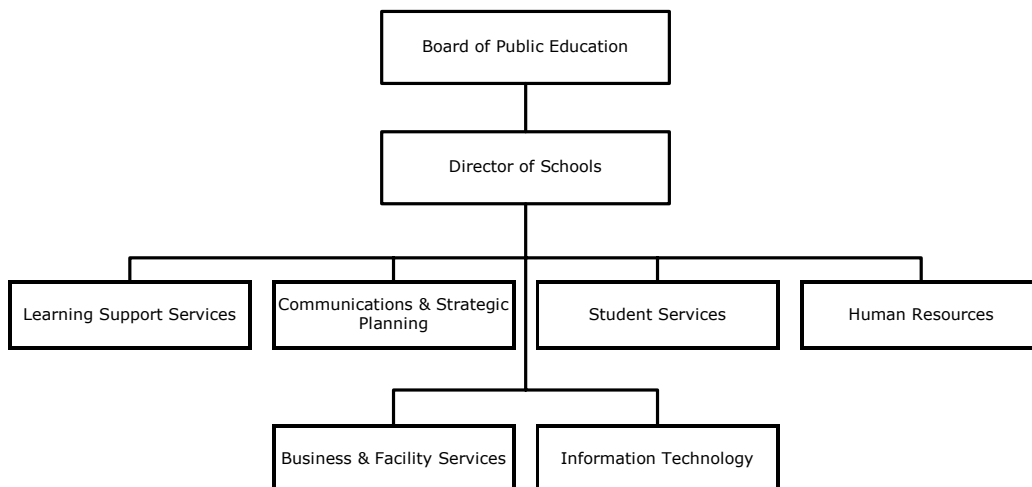 Board of Public Education
Director of Schools
Learning Support Services
Communications & Strategic
Planning
Student Services
Human Resources
Business & Facility Services
Information Technology